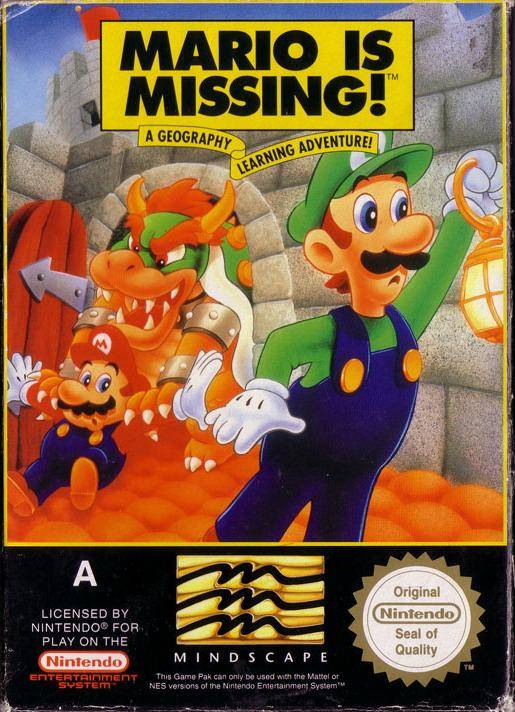 MARIO IS
MISSING!™
A GEOGRAPHY
LEARNING ADVENTURE!
M
A
LICENSED BY
NINTENDO® FOR
PLAY ON THE
Nintendo
ENTERTAINMENT
SYSTEM™
MINDSCAPE
This Game Pak can only be used with the Mattel or
NES versions of the Nintendo Entertainment System™
Original
Nintendo
Seal of
Quality
TM